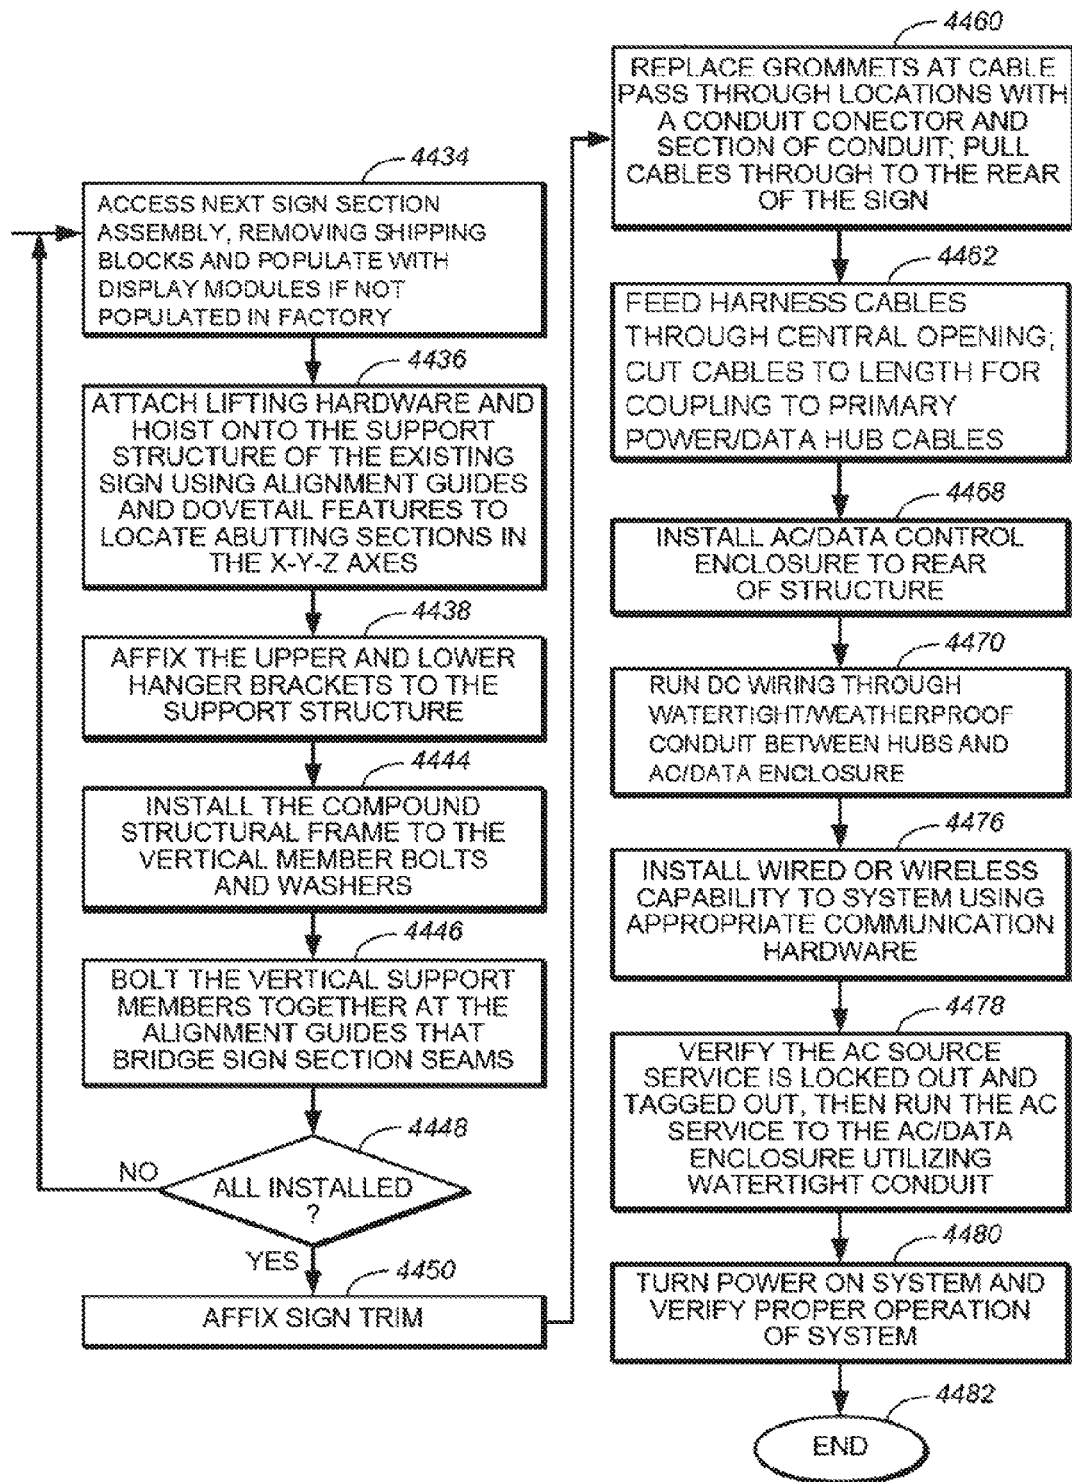 4434
ACCESS NEXT SIGN SECTION
ASSEMBLY, REMOVING SHIPPING
BLOCKS AND POPULATE WITH
DISPLAY MODULES IF NOT
POPULATED IN FACTORY
4436
ATTACH LIFTING HARDWARE AND
HOIST ONTO THE SUPPORT
STRUCTURE OF THE EXISTING
SIGN USING ALIGNMENT GUIDES
AND DOVETAIL FEATURES TO
LOCATE ABUTTING SECTIONS IN
THE X-Y-Z AXES
4438
AFFIX THE UPPER AND LOWER
HANGER BRACKETS TO THE
SUPPORT STRUCTURE
4444
INSTALL THE COMPOUND
STRUCTURAL FRAME TO THE
VERTICAL MEMBER BOLTS
AND WASHERS
4446
BOLT THE VERTICAL SUPPORT
MEMBERS TOGETHER AT THE
ALIGNMENT GUIDES THAT
BRIDGE SIGN SECTION SEAMS
4448
NO
ALL INSTALLED
?
YES
4450
AFFIX SIGN TRIM
4460
REPLACE GROMMETS AT CABLE
PASS THROUGH LOCATIONS WITH
A CONDUIT CONECTOR AND
SECTION OF CONDUIT; PULL
CABLES THROUGH TO THE REAR
OF THE SIGN
4462
FEED HARNESS CABLES
THROUGH CENTRAL OPENING;
CUT CABLES TO LENGTH FOR
COUPLING TO PRIMARY
POWER/DATA HUB CABLES
4468
INSTALL AC/DATA CONTROL
ENCLOSURE TO REAR
OF STRUCTURE
4470
RUN DC WIRING THROUGH
WATERTIGHT/WEATHERPROOF
CONDUIT BETWEEN HUBS AND
AC/DATA ENCLOSURE
4476
INSTALL WIRED OR WIRELESS
CAPABILITY TO SYSTEM USING
APPROPRIATE COMMUNICATION
HARDWARE
4478
VERIFY THE AC SOURCE
SERVICE IS LOCKED OUT AND
TAGGED OUT, THEN RUN THE AC
SERVICE TO THE AC/DATA
ENCLOSURE UTILIZING
WATERTIGHT CONDUIT
4480
TURN POWER ON SYSTEM AND
VERIFY PROPER OPERATION
OF SYSTEM
4482
END